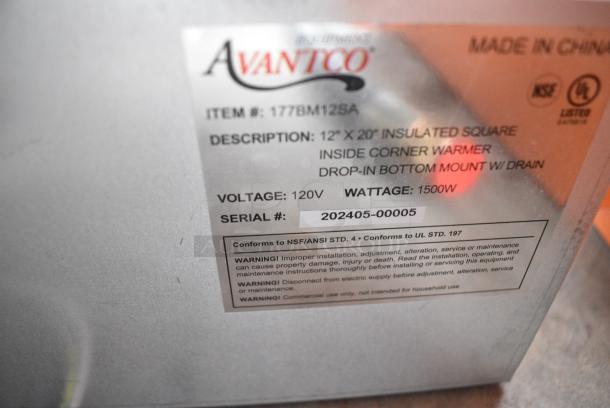 EQUIPMENT
AVANTCO
MADE IN CHINA
NSF
UL
LISTED
ITEM #: 177BM12SA
DESCRIPTION: 12" X 20" INSULATED SQUARE
INSIDE CORNER WARMER
DROP-IN BOTTOM MOUNT W/ DRAIN
VOLTAGE: 120V WATTAGE: 1500W
SERIAL #: 202405-00005
Conforms to NSF/ANSI STD. 4 • Conforms to UL STD. 197
WARNING! Improper installation, adjustment, alteration, service or maintenance
can cause property damage, injury or death. Read the installation, operating, and
maintenance instructions thoroughly before installing or servicing this equipment
WARNING! Disconnect from electric supply before adjustment, alteration, service
or maintenance.
WARNING! Commercial use only, not intended for household use